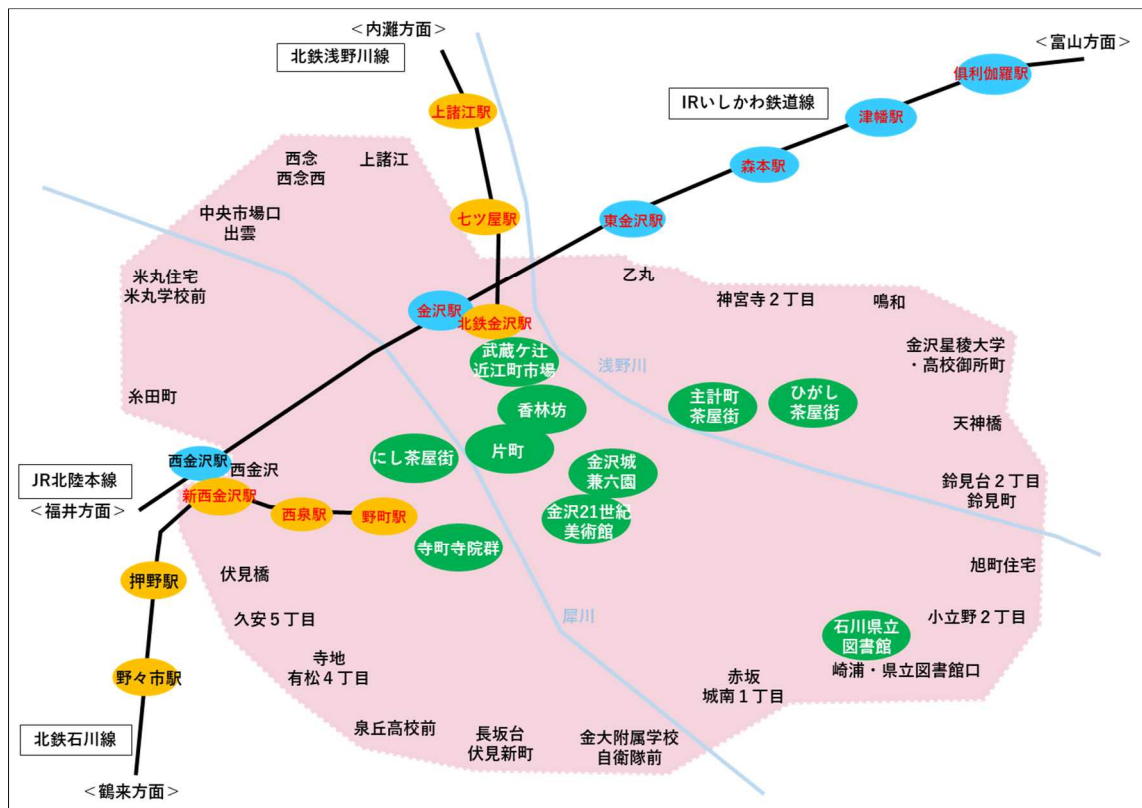 <内灘方面>
北鉄浅野川線
<富山方面>
倶利伽羅駅
IRいしかわ鉄道線
津幡駅
上諸江駅
森本駅
西念
西念西
上諸江
中央市場口
出雲
七ツ屋駅
東金沢駅
米丸住宅
米丸学校前
乙丸
神宮寺２丁目
鳴和
金沢駅
北鉄金沢駅
金沢星稜大学
・高校御所町
武蔵ケ辻
近江町市場
浅野川
糸田町
香林坊
主計町
茶屋街
ひがし
茶屋街
天神橋
片町
にし茶屋街
西金沢駅
西金沢
金沢城
兼六園
JR北陸本線
<福井方面>
新西金沢駅
西泉駅
野町駅
金沢21世紀
美術館
鈴見台２丁目
鈴見町
寺町寺院群
押野駅
伏見橋
旭町住宅
久安５丁目
犀川
石川県立
図書館
小立野２丁目
崎浦・県立図書館口
寺地
有松４丁目
野々市駅
赤坂
城南１丁目
泉丘高校前
長坂台
伏見新町
金大附属学校
自衛隊前
北鉄石川線
<鶴来方面>